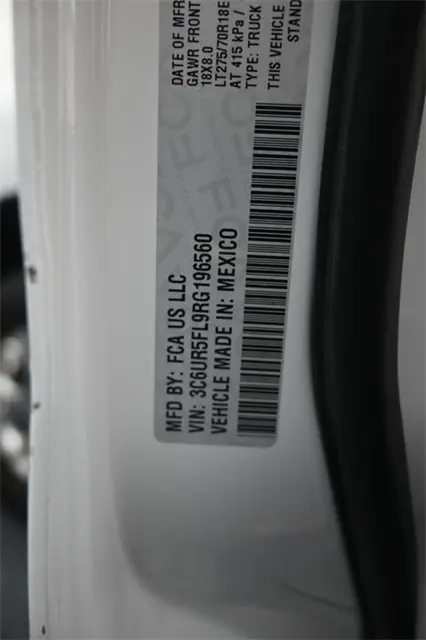 MFD BY: FCA US LLC
DATE OF MFR
VIN: 3C6UR5FL9RG196560
GAWR FRONT
VEHICLE MADE IN: MEXICO
18X8.0
LT275/70R18E
AT 415 kPa /
TYPE: TRUCK
THIS VEHICLE
STAND